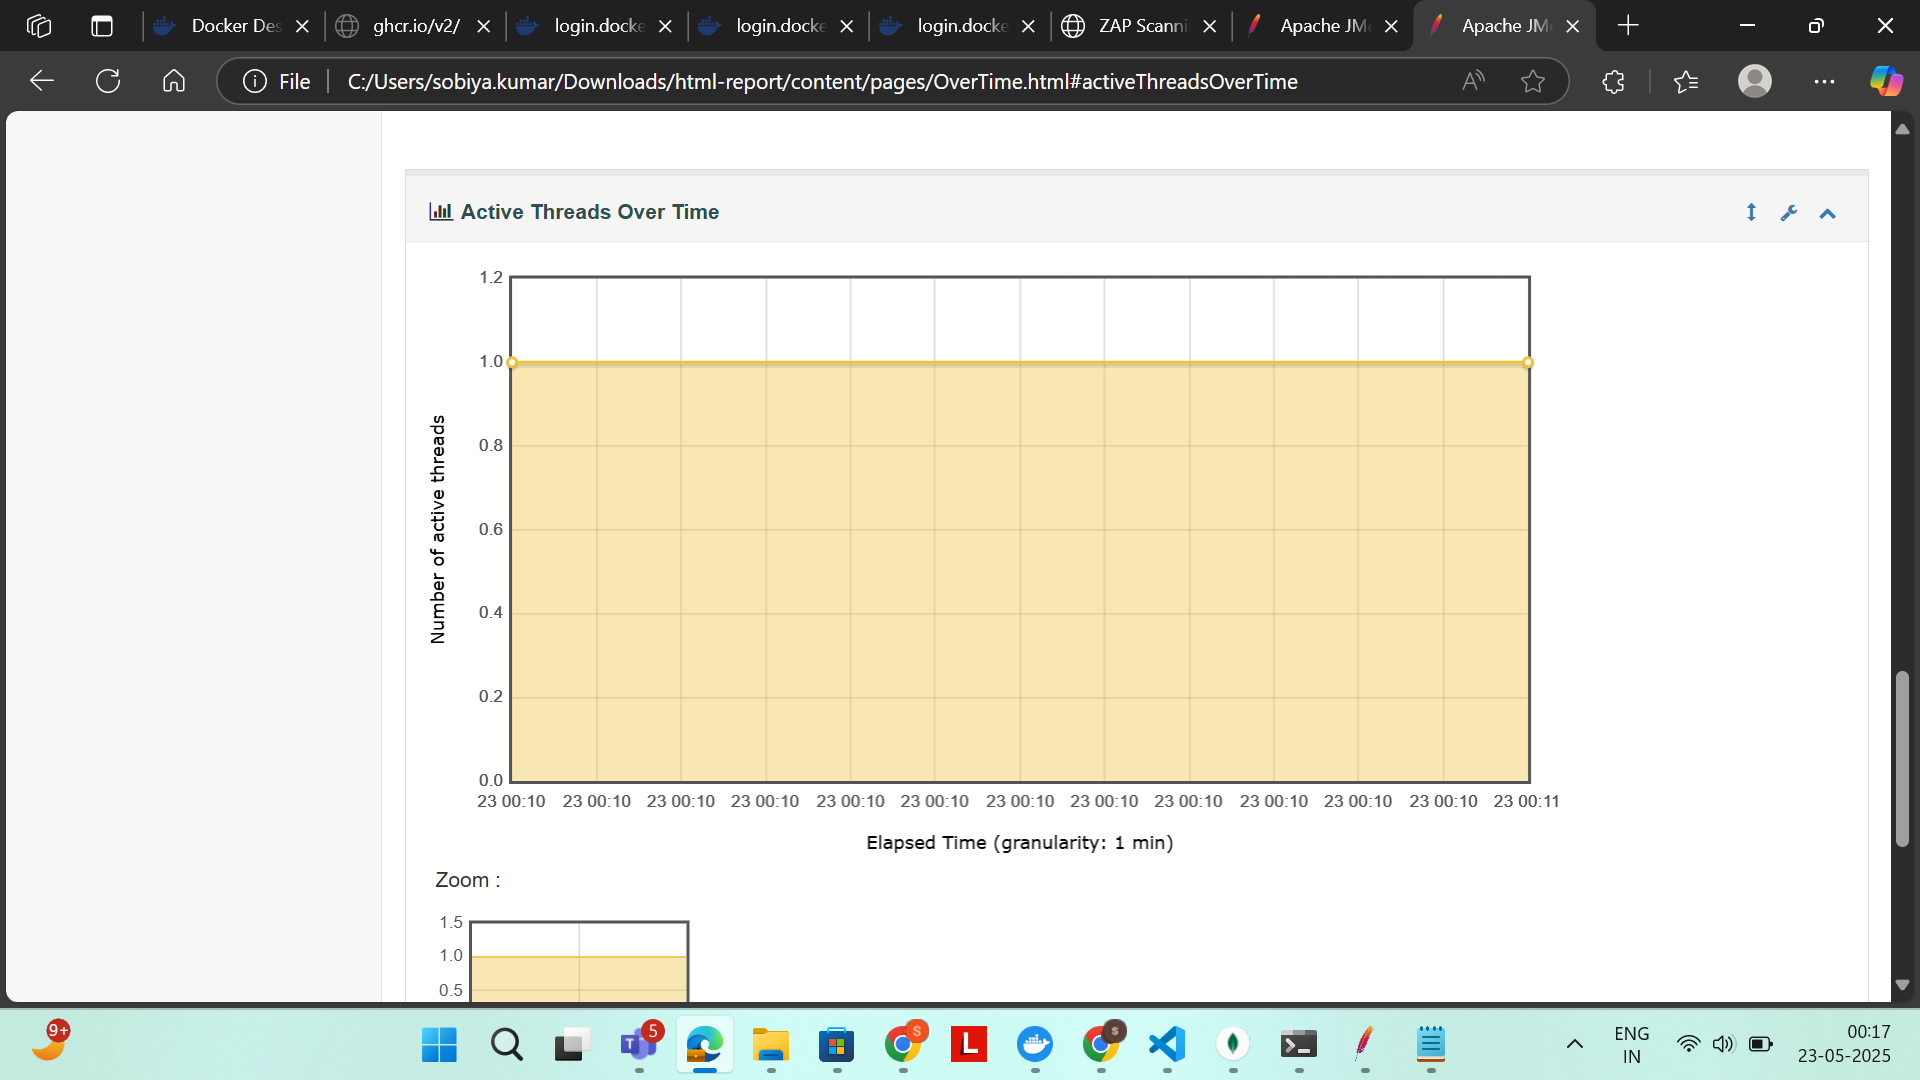 Docker Des
ghcr.io/v2/
login.docke
login.docke
login.docke
ZAP Scanni
Apache JM
Apache JM
File
C:/Users/sobiya.kumar/Downloads/html-report/content/pages/OverTime.html#activeThreadsOverTime
Active Threads Over Time
1.2
1.0
0.8
0.6
0.4
0.2
0.0
Number of active threads
23 00:10 23 00:10 23 00:10 23 00:10 23 00:10 23 00:10 23 00:10 23 00:10 23 00:10 23 00:10 23 00:10 23 00:10 23 00:11
Elapsed Time (granularity: 1 min)
Zoom :
1.5
1.0
0.5
9+
T
5
S
L
s
ENG
IN
00:17
23-05-2025